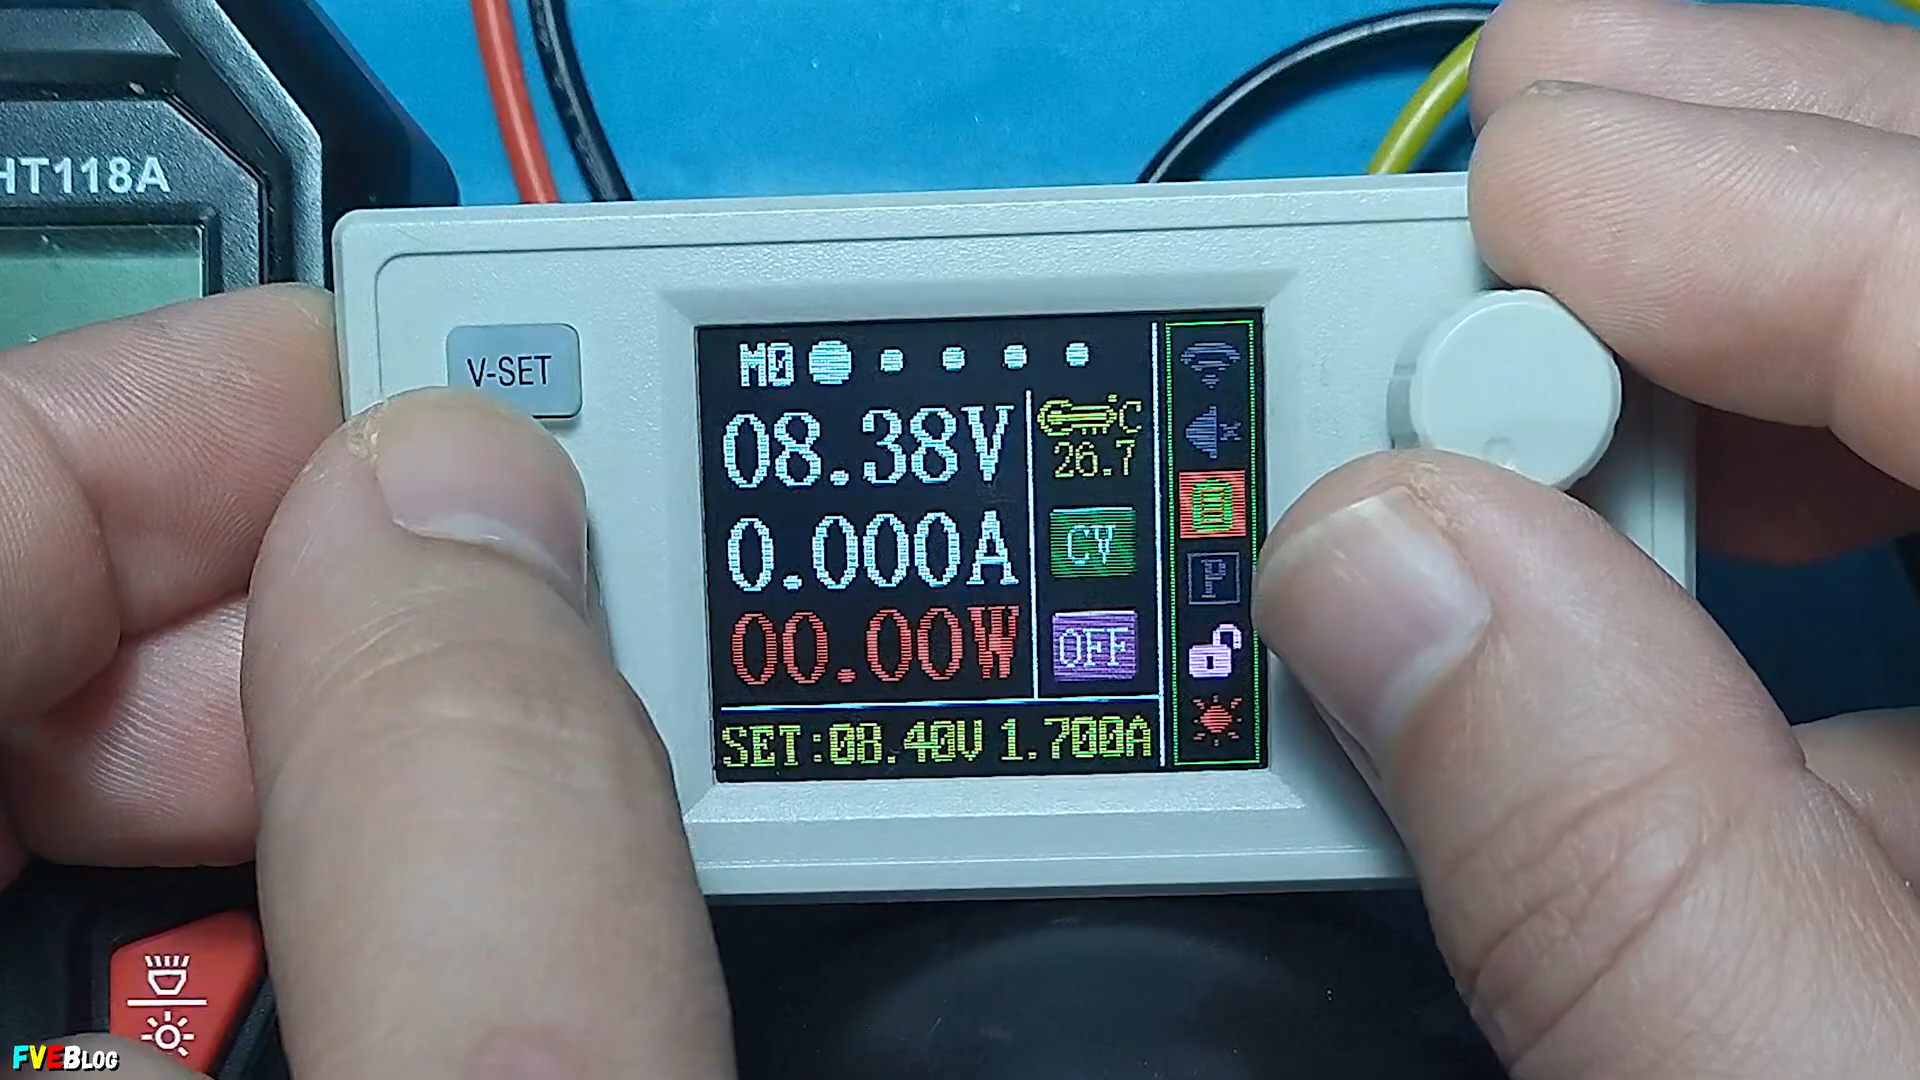 HT118A
V-SET
M0
08.38V
°C
26.7
0.000A
CV
00.00W
OFF
P
SET:08.40V 1.700A
FVEBLOG